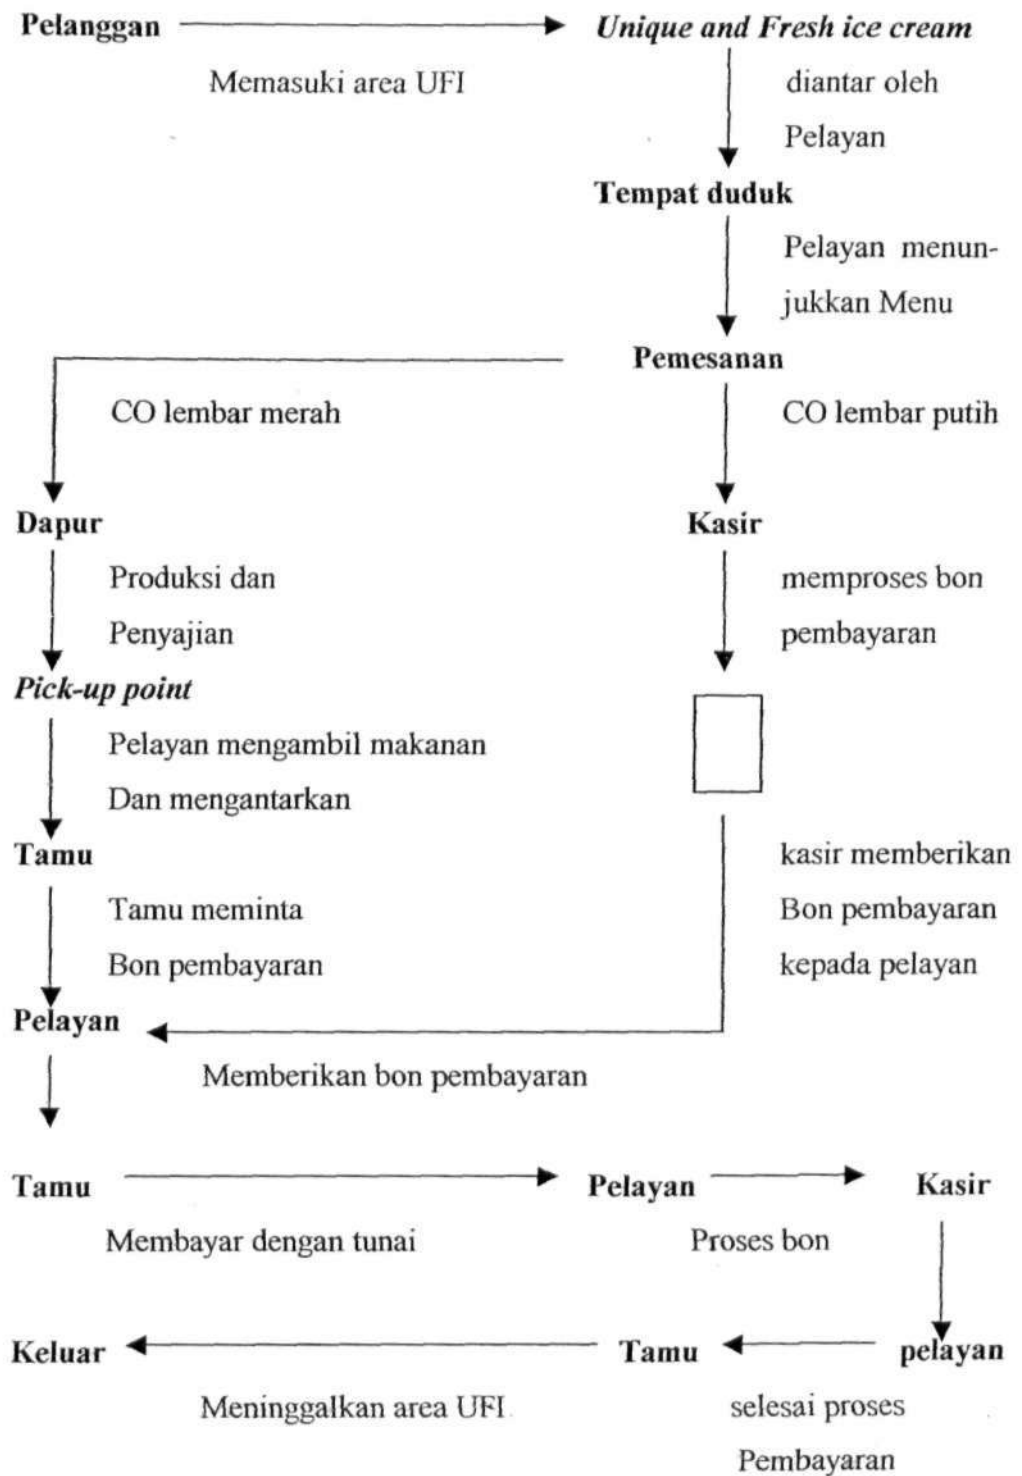 Pelanggan Unique and Fresh ice cream
Memasuki area UFI diantar oleh
Pelayan
Tempat duduk
Pelayan menun-
jukkan Menu
Pemesanan
CO lembar merah CO lembar putih
Dapur Kasir
Produksi dan memproses bon
Penyajian pembayaran
Pick-up point
Pelayan mengambil makanan
Dan mengantarkan
Tamu kasir memberikan
Tamu meminta Bon pembayaran
Bon pembayaran kepada pelayan
Pelayan
Memberikan bon pembayaran
Tamu Pelayan Kasir
Membayar dengan tunai Proses bon
Keluar Tamu pelayan
Meninggalkan area UFI selesai proses
Pembayaran